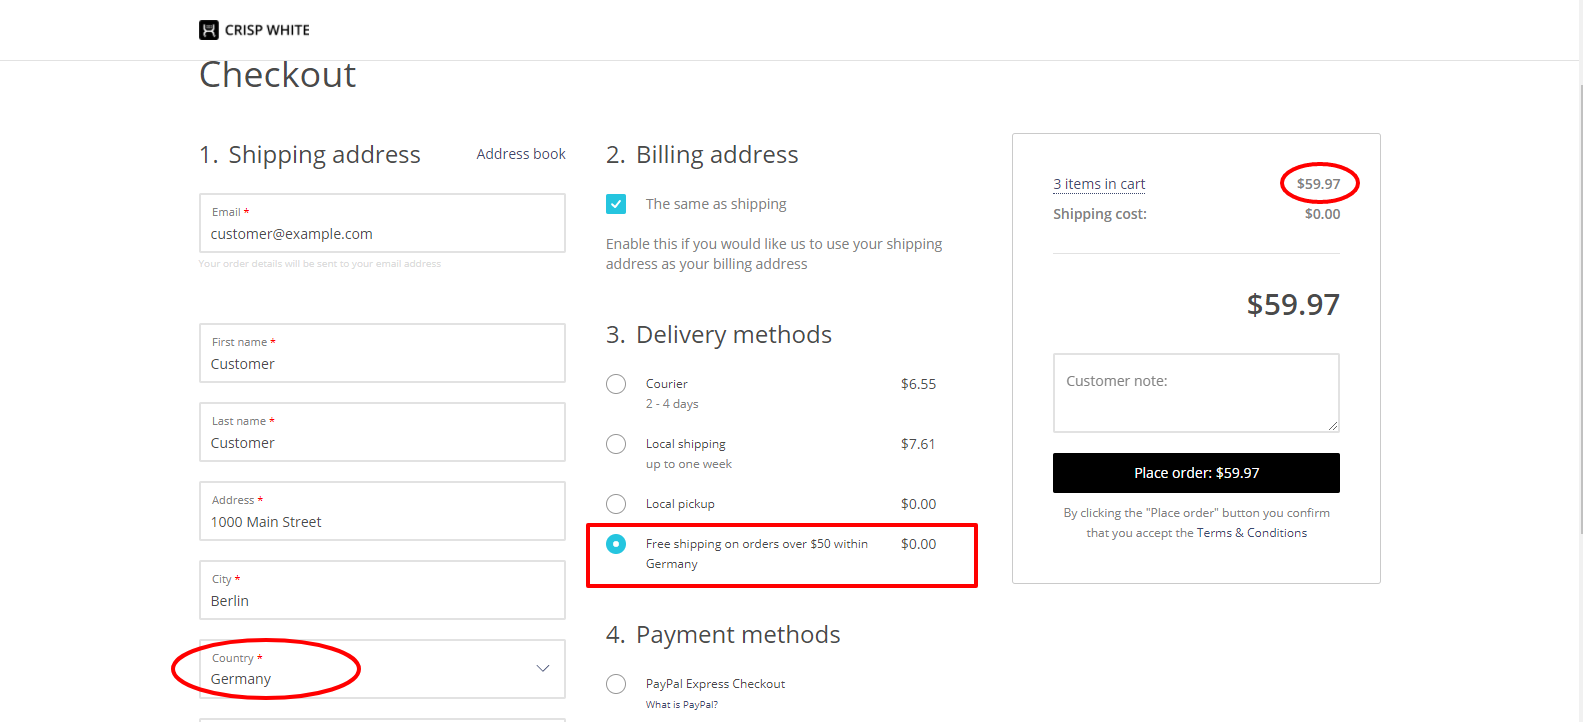 CRISP WHITE
Checkout
1. Shipping address
Address book
Email *
customer@example.com
Your order details will be sent to your email address
First name *
Customer
Last name *
Customer
Address *
1000 Main Street
City *
Berlin
Country *
Germany
2. Billing address
The same as shipping
Enable this if you would like us to use your shipping
address as your billing address
3. Delivery methods
Courier $6.55
2 - 4 days
Local shipping $7.61
up to one week
Local pickup $0.00
Free shipping on orders over $50 within $0.00
Germany
4. Payment methods
PayPal Express Checkout
What is PayPal?
3 items in cart $59.97
Shipping cost: $0.00
$59.97
Customer note:
Place order: $59.97
By clicking the "Place order" button you confirm
that you accept the Terms & Conditions